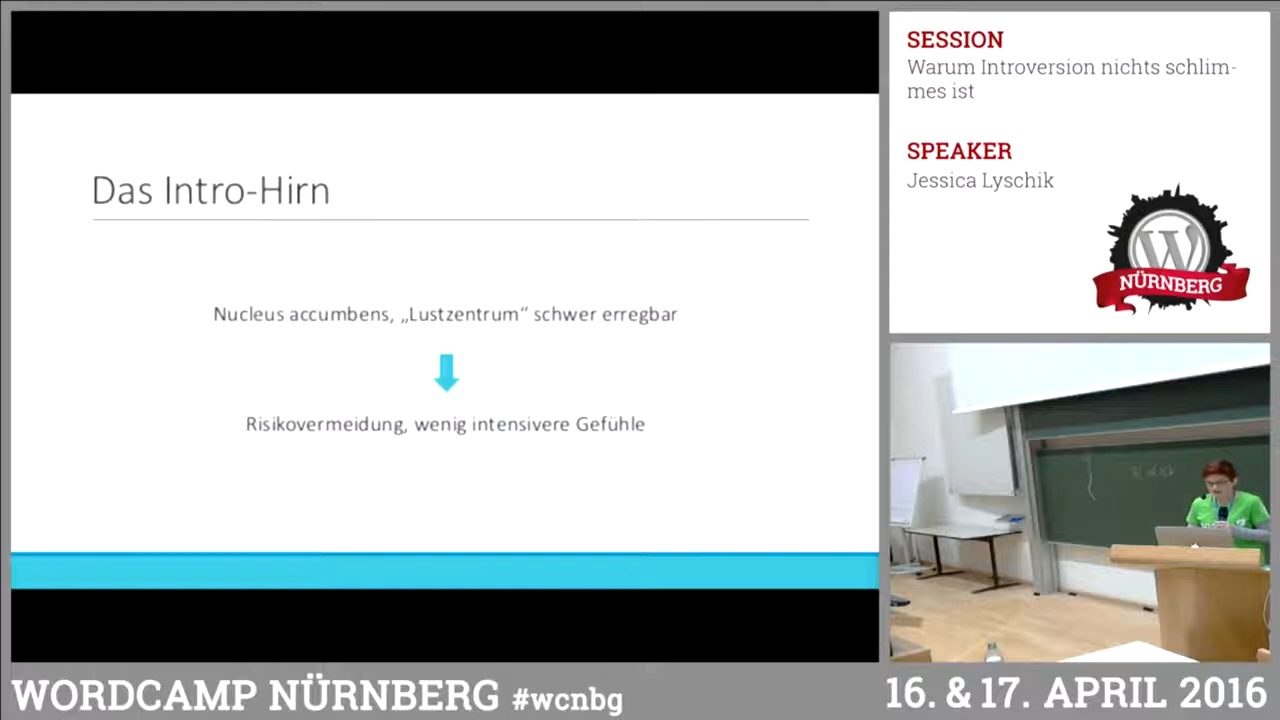 Das Intro-Hirn
Nucleus accumbens, „Lustzentrum“ schwer erregbar
Risikovermeidung, wenig intensivere Gefühle
SESSION
Warum Introversion nichts schlim-
mes ist
SPEAKER
Jessica Lyschik
NÜRNBERG
WORDCAMP NÜRNBERG #wcnbg
16. & 17. APRIL 2016